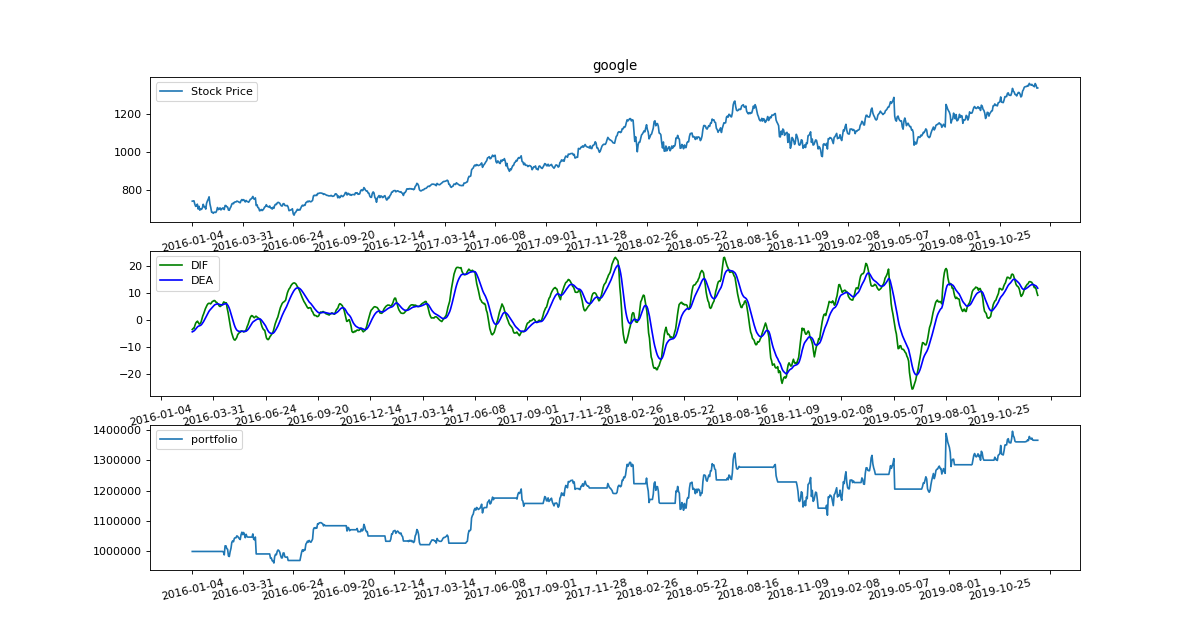 google
Stock Price
1200
1000
800
2016-01-04 2016-03-31 2016-06-24 2016-09-20 2016-12-14 2017-03-14 2017-06-08 2017-09-01 2017-11-28 2018-02-26 2018-05-22 2018-08-16 2018-11-09 2019-02-08 2019-05-07 2019-08-01 2019-10-25
DIF
DEA
20
10
0
−10
−20
2016-01-04 2016-03-31 2016-06-24 2016-09-20 2016-12-14 2017-03-14 2017-06-08 2017-09-01 2017-11-28 2018-02-26 2018-05-22 2018-08-16 2018-11-09 2019-02-08 2019-05-07 2019-08-01 2019-10-25
portfolio
1400000
1300000
1200000
1100000
1000000
2016-01-04 2016-03-31 2016-06-24 2016-09-20 2016-12-14 2017-03-14 2017-06-08 2017-09-01 2017-11-28 2018-02-26 2018-05-22 2018-08-16 2018-11-09 2019-02-08 2019-05-07 2019-08-01 2019-10-25